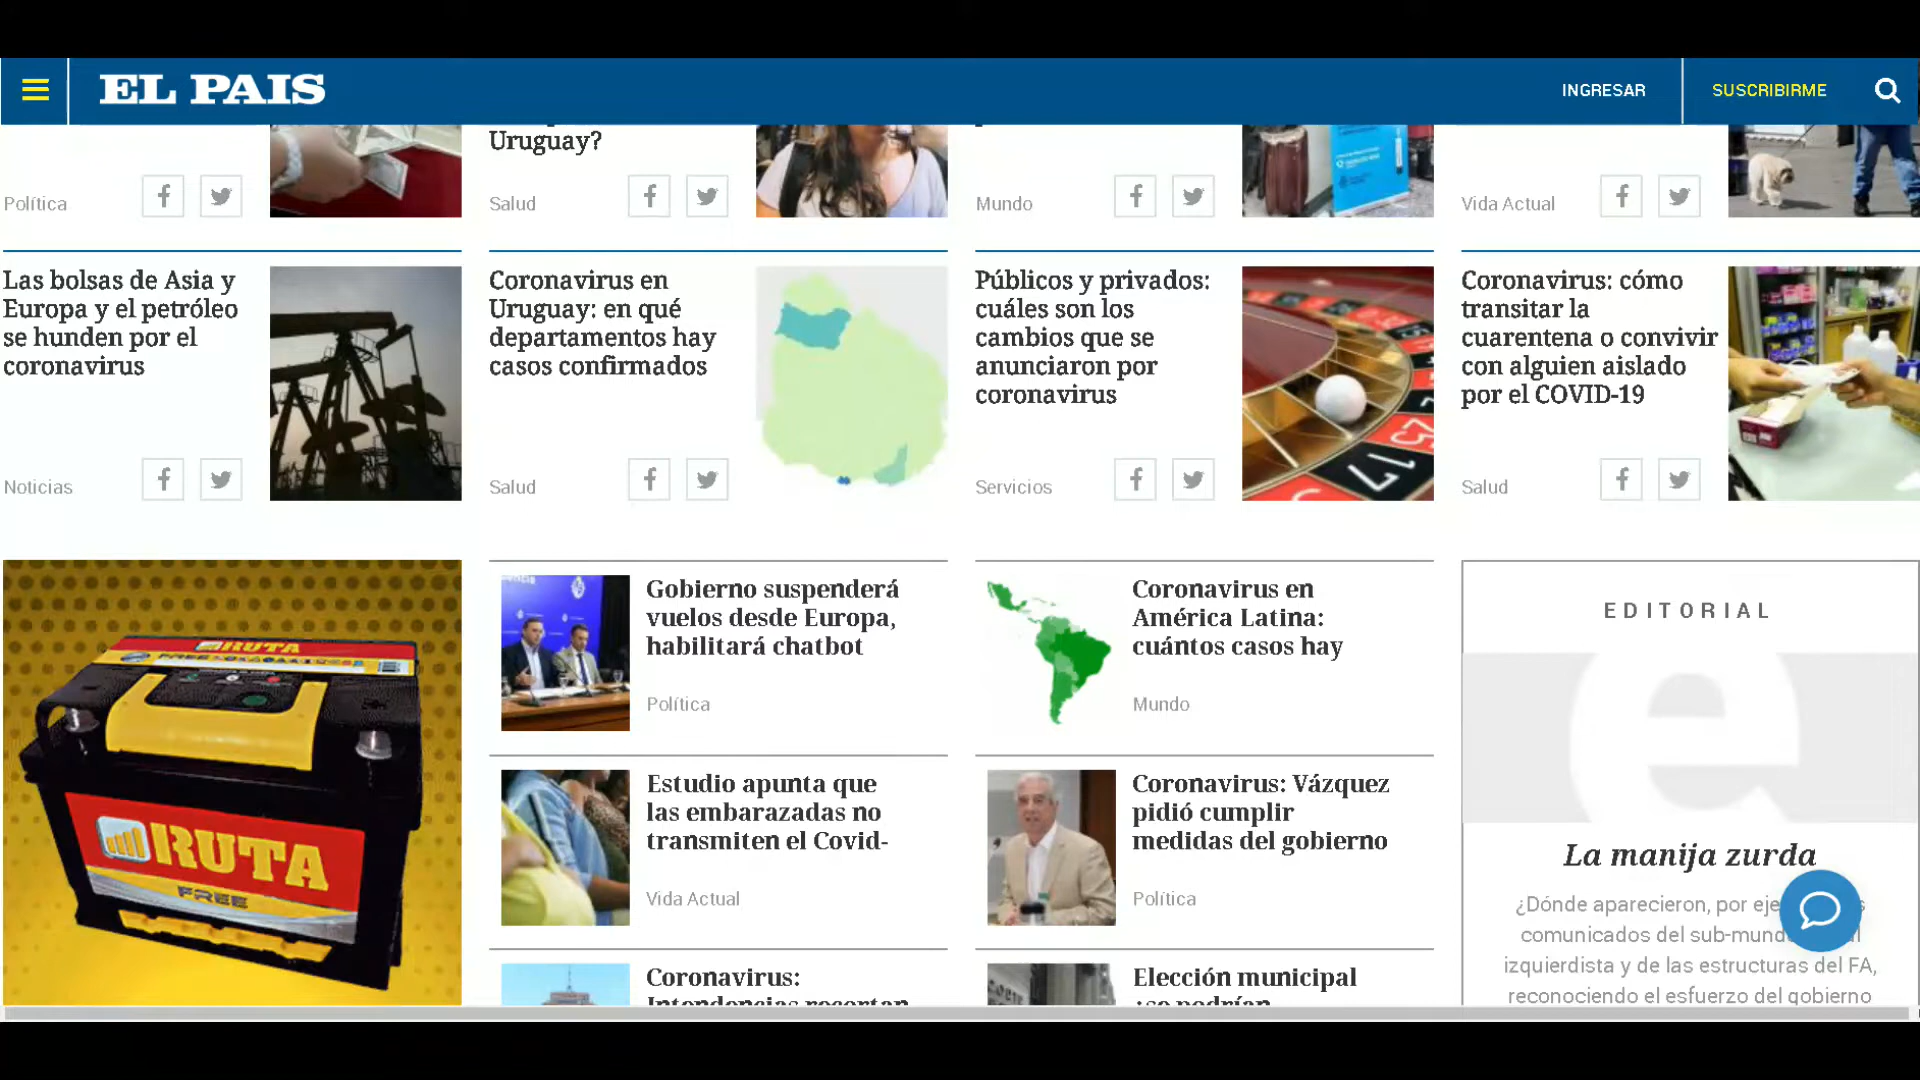 EL PAIS
INGRESAR
SUSCRIBIRME
Política
Uruguay?
Salud
Mundo
Vida Actual
Las bolsas de Asia y
Europa y el petróleo
se hunden por el
coronavirus
Noticias
Coronavirus en
Uruguay: en qué
departamentos hay
casos confirmados
Salud
Públicos y privados:
cuáles son los
cambios que se
anunciaron por
coronavirus
Servicios
17
Coronavirus: cómo
transitar la
cuarentena o convivir
con alguien aislado
por el COVID-19
Salud
RUTA
RUTA
FREE
Gobierno suspenderá
vuelos desde Europa,
habilitará chatbot
Política
Estudio apunta que
las embarazadas no
transmiten el Covid-
Vida Actual
Coronavirus:
Intendencias recortan
Coronavirus en
América Latina:
cuántos casos hay
Mundo
Coronavirus: Vázquez
pidió cumplir
medidas del gobierno
Política
Elección municipal
¿se podrían
EDITORIAL
e
La manija zurda
¿Dónde aparecieron, por eje
comunicados del sub-mund
izquierdista y de las estructuras del FA,
reconociendo el esfuerzo del gobierno